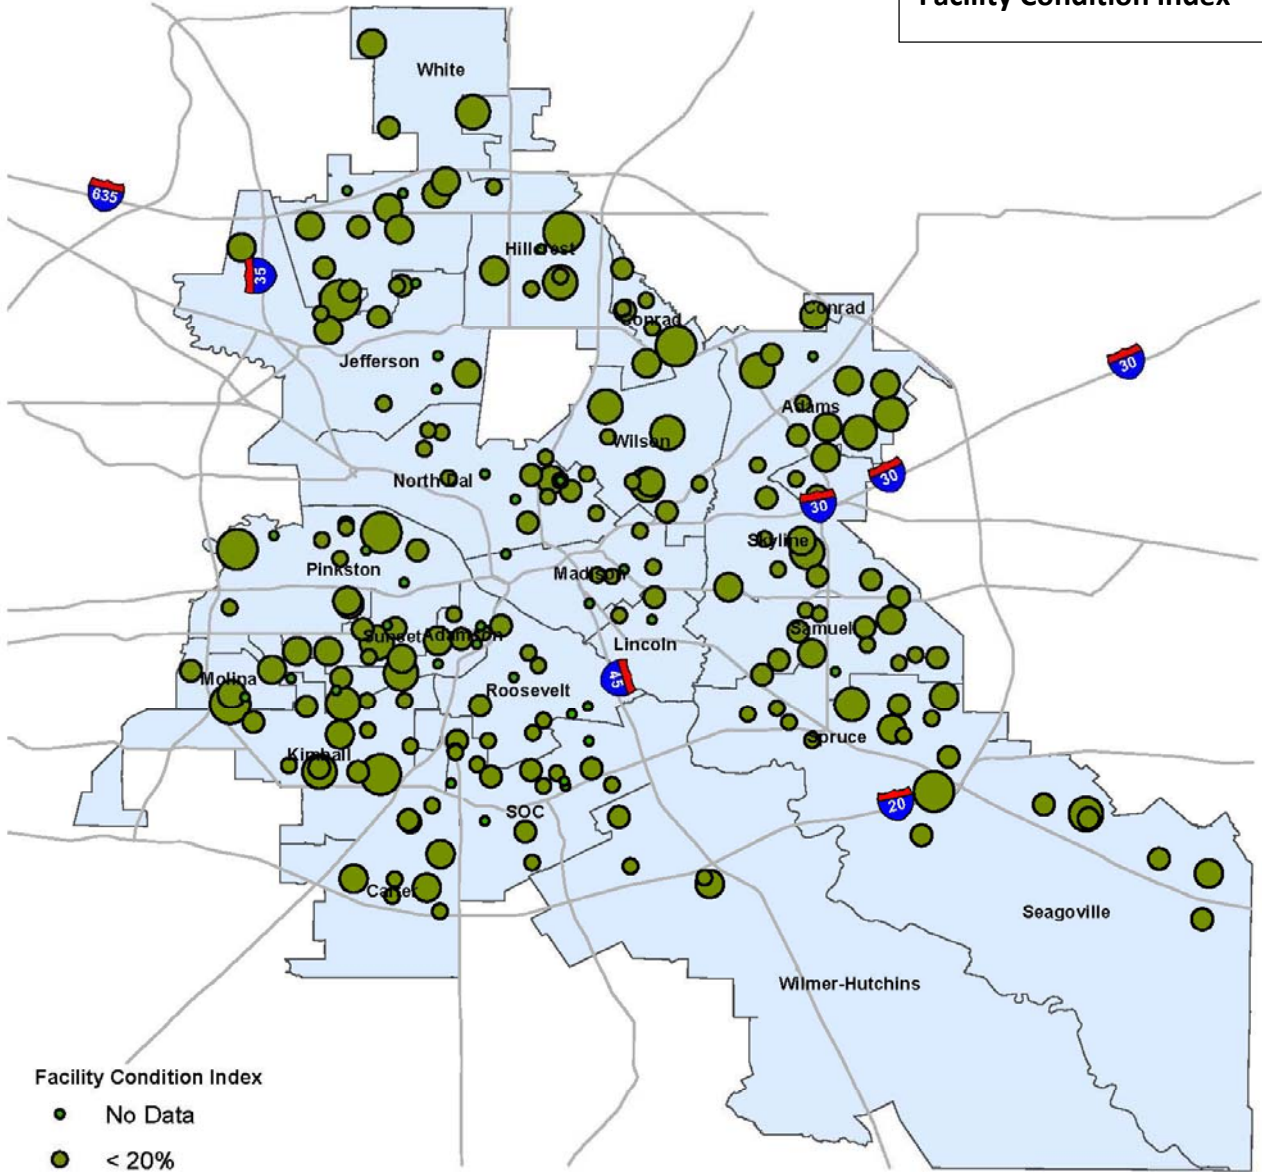 Facility Condition Index
White
635
Hillcrest
35
Conrad
Conrad
Jefferson
30
Adams
Wilson
North Dal
30
30
Skyline
Pinkston
Madison
Sunset
Adamson
Samuel
Lincoln
Molina
45
Roosevelt
Spruce
Kimball
20
SOC
Carter
Seagoville
Wilmer-Hutchins
Facility Condition Index
No Data
< 20%